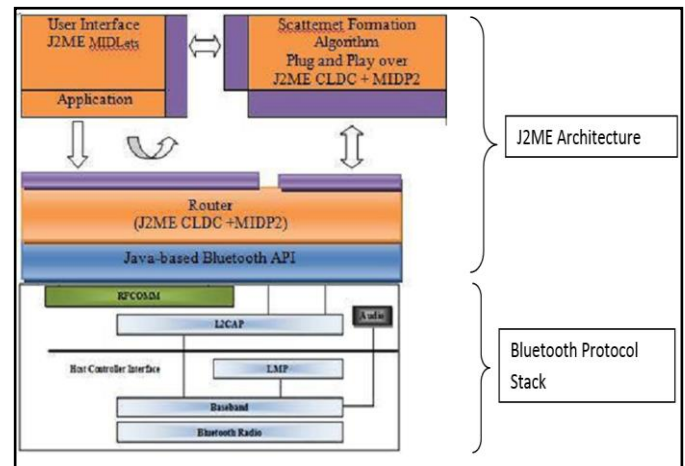 User Interface
J2ME MIDLets
Application
Scatternet Formation
Algorithm
Plug and Play over
J2ME CLDC + MIDP2
J2ME Architecture
Router
(J2ME CLDC +MIDP2)
Java-based Bluetooth API
RFCOMM
L2CAP
Audio
Host Controller Interface
LMP
Baseband
Bluetooth Radio
Bluetooth Protocol
Stack